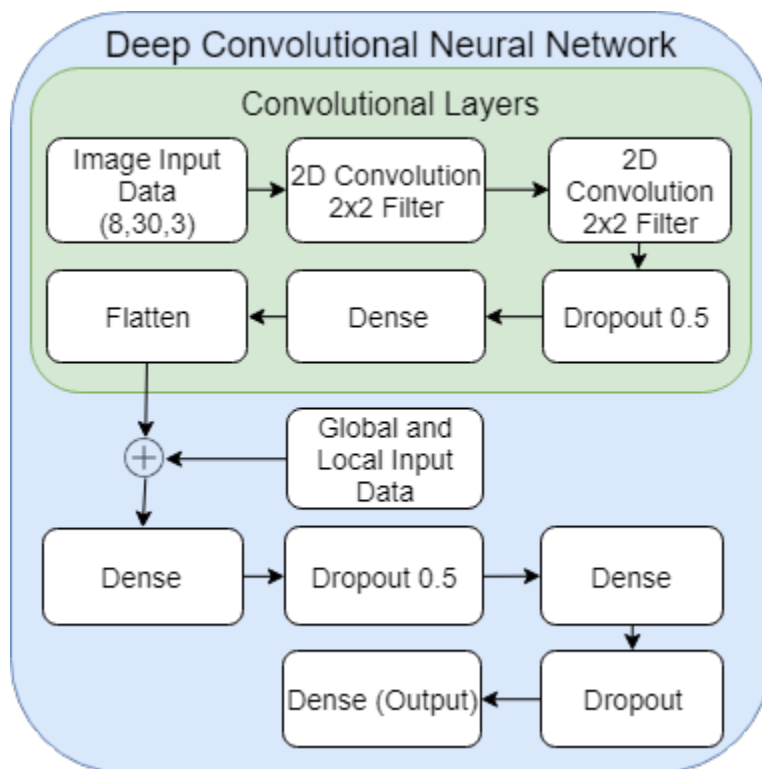 Deep Convolutional Neural Network
Convolutional Layers
Image Input
Data
(8,30,3)
2D Convolution
2x2 Filter
2D
Convolution
2x2 Filter
Dropout 0.5
Dense
Flatten
Global and
Local Input
Data
Dense
Dropout 0.5
Dense
Dropout
Dense (Output)